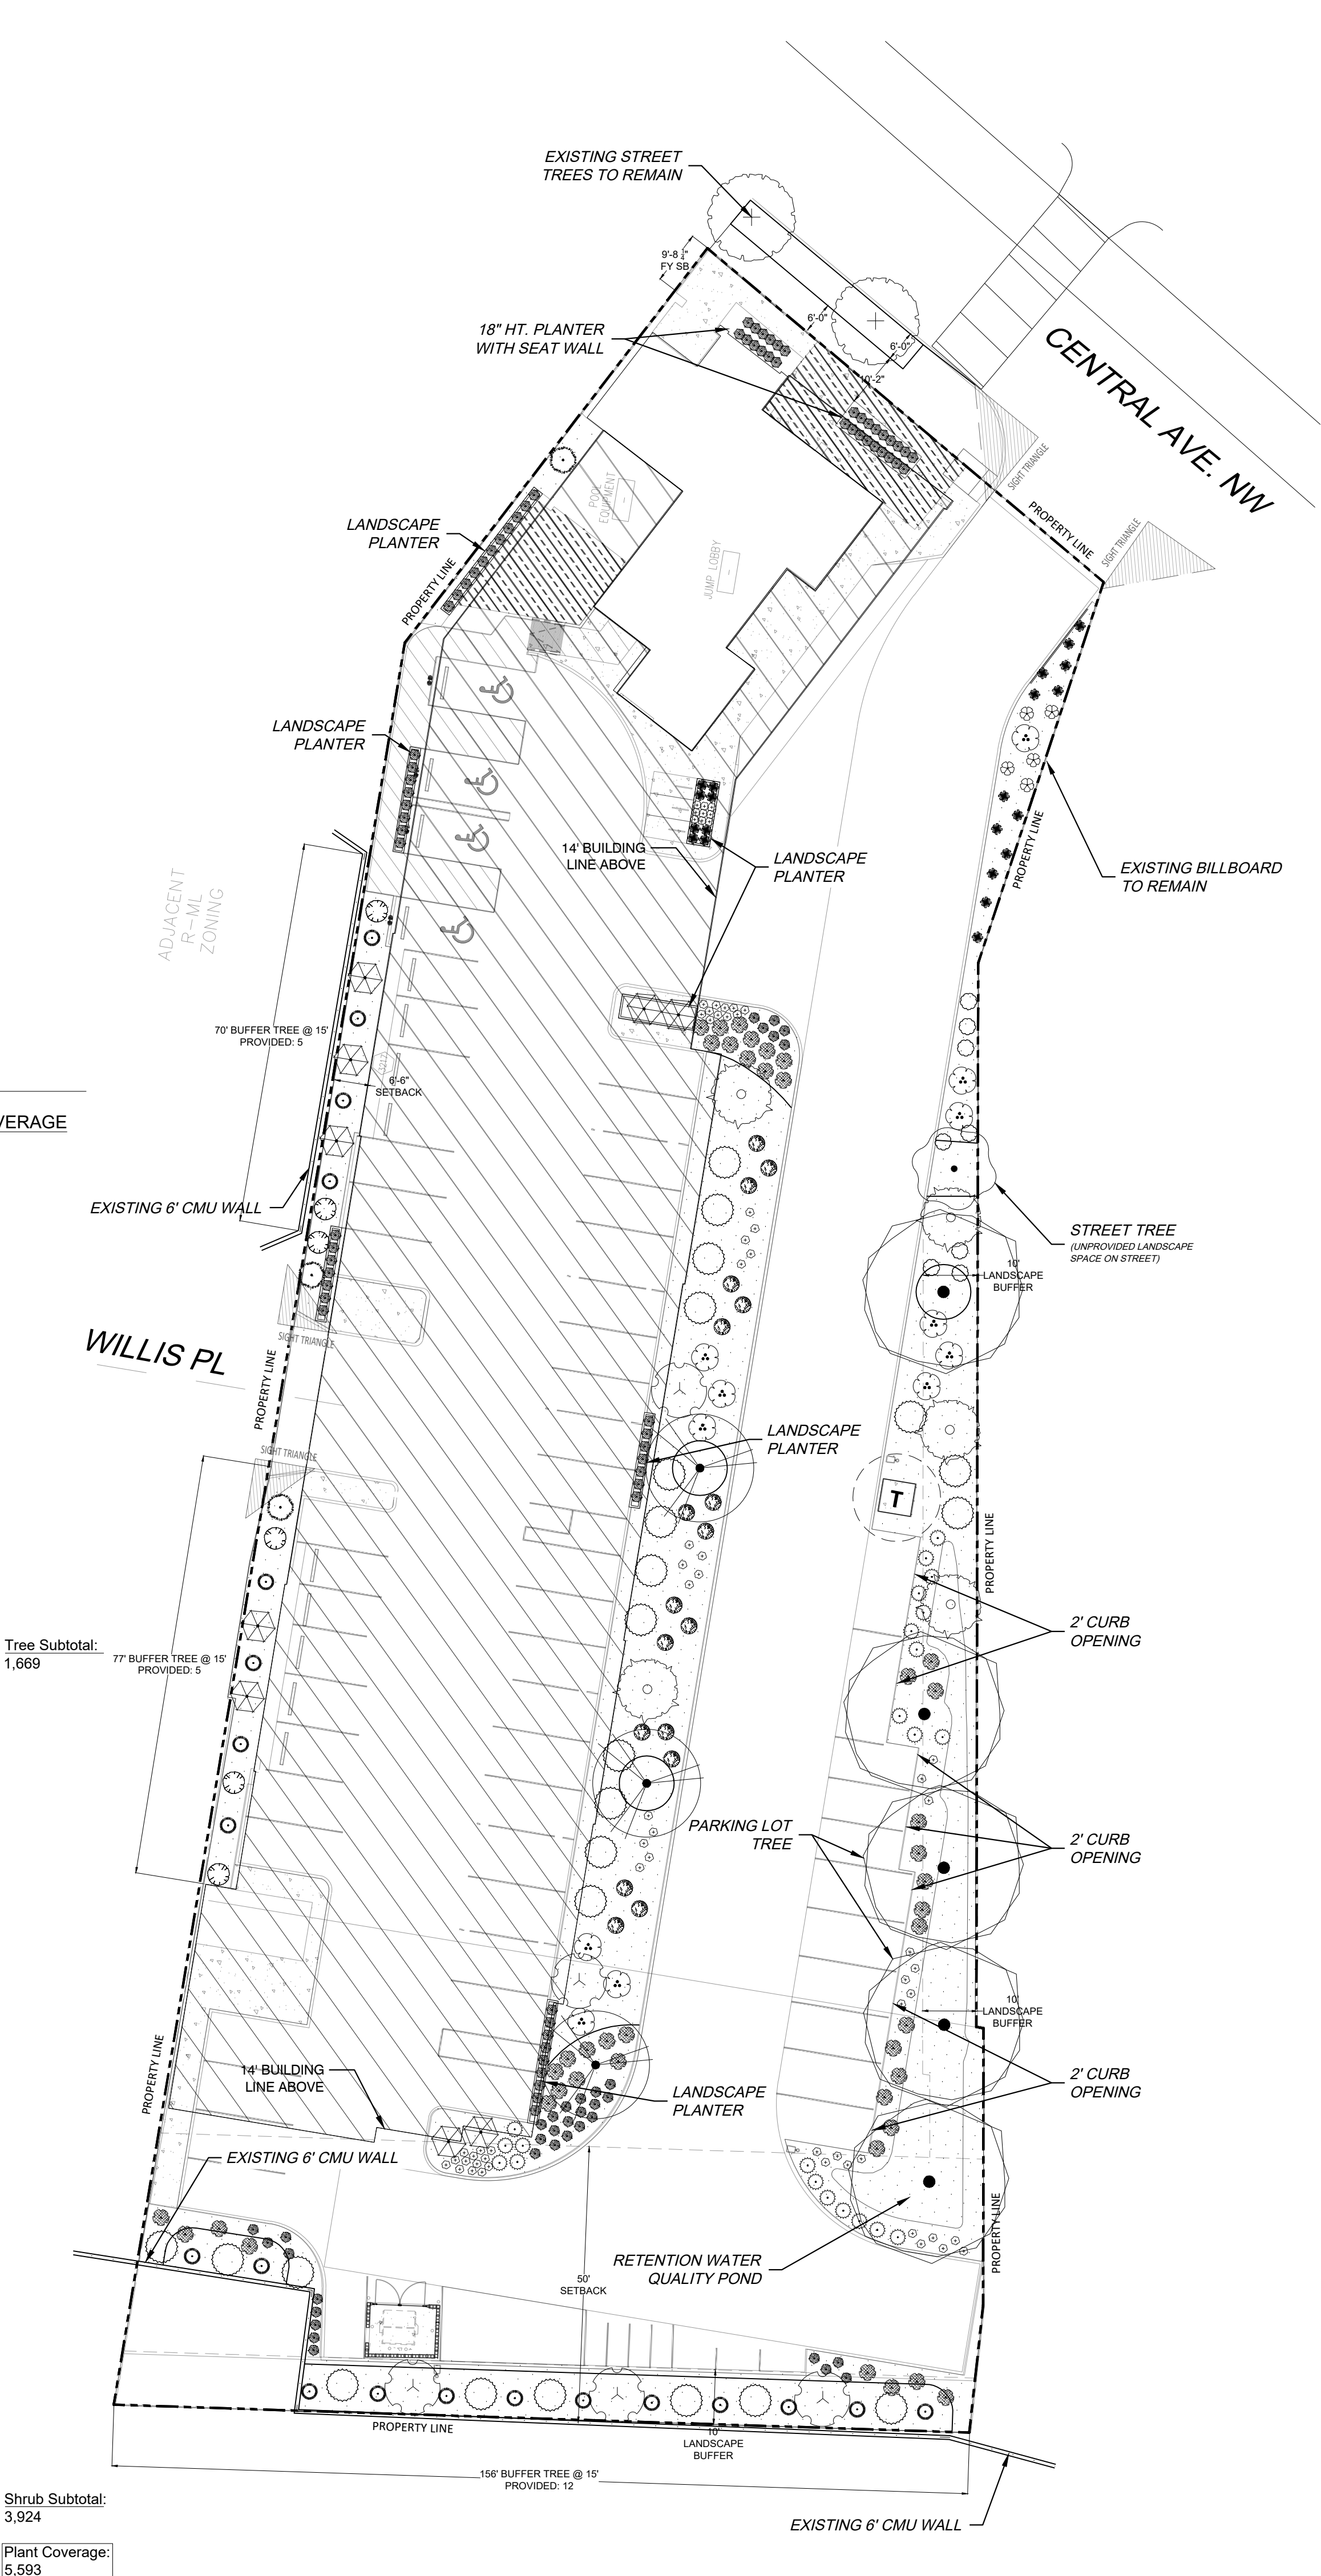 EXISTING STREET
TREES TO REMAIN
9'-8 1/4"
FY SB
18" HT. PLANTER
WITH SEAT WALL
6'-0"
6'-0"
10'-2"
CENTRAL AVE. NW
SIGHT TRIANGLE
PROPERTY LINE
SIGHT TRIANGLE
POOL
EQUIPMENT
JUMP LOBBY
LANDSCAPE
PLANTER
PROPERTY LINE
LANDSCAPE
PLANTER
14' BUILDING
LINE ABOVE
LANDSCAPE
PLANTER
PROPERTY LINE
EXISTING BILLBOARD
TO REMAIN
ADJACENT
R-ML
ZONING
70' BUFFER TREE @ 15'
PROVIDED: 5
6'-6"
SETBACK
VERAGE
EXISTING 6' CMU WALL
STREET TREE
(UNPROVIDED LANDSCAPE
SPACE ON STREET)
10'
LANDSCAPE
BUFFER
SIGHT TRIANGLE
WILLIS PL
PROPERTY LINE
SIGHT TRIANGLE
LANDSCAPE
PLANTER
T
PROPERTY LINE
2' CURB
OPENING
Tree Subtotal:
1,669
77' BUFFER TREE @ 15'
PROVIDED: 5
PARKING LOT
TREE
2' CURB
OPENING
10'
LANDSCAPE
BUFFER
PROPERTY LINE
14' BUILDING
LINE ABOVE
LANDSCAPE
PLANTER
2' CURB
OPENING
EXISTING 6' CMU WALL
PROPERTY LINE
RETENTION WATER
QUALITY POND
50'
SETBACK
PROPERTY LINE
10'
LANDSCAPE
BUFFER
156' BUFFER TREE @ 15'
PROVIDED: 12
EXISTING 6' CMU WALL
Shrub Subtotal:
3,924
Plant Coverage:
5,593